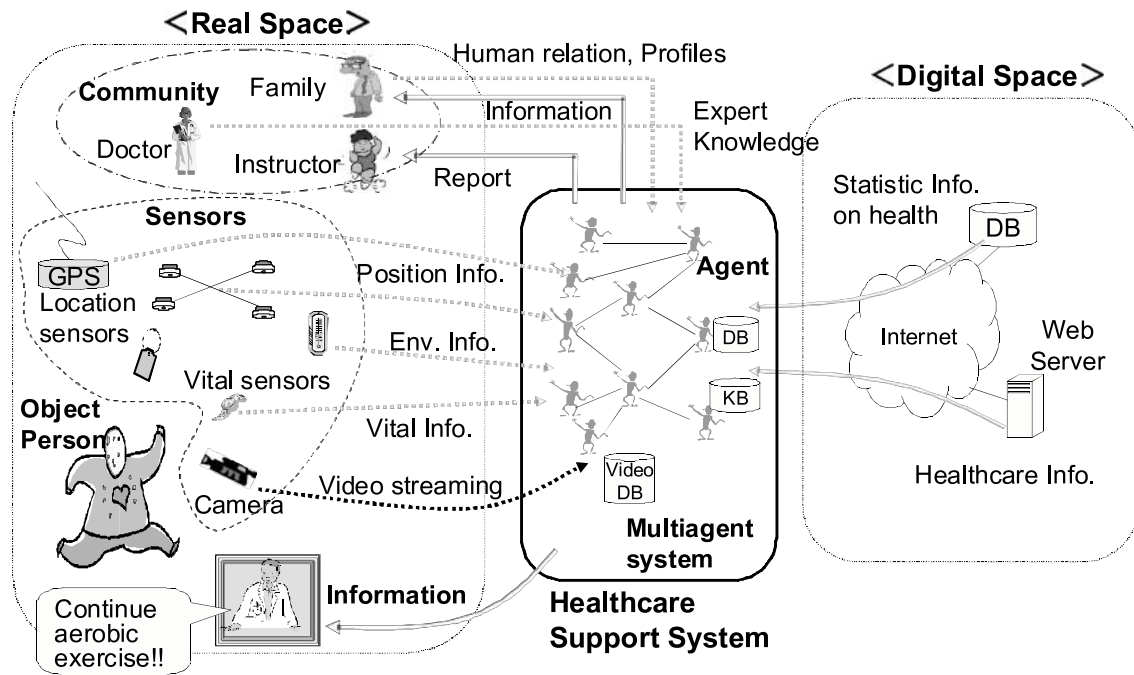 <Real Space>
Human relation, Profiles
Family
Community
Information
Expert
Knowledge
Doctor
Instructor
Report
<Digital Space>
Statistic Info.
on health
DB
Sensors
GPS
Location
sensors
Position Info.
Agent
Env. Info.
DB
Internet
Web
Server
Vital sensors
KB
Object
Person
Vital Info.
Video
DB
Healthcare Info.
Camera
Video streaming
Multiagent
system
Information
Healthcare
Support System
Continue
aerobic
exercise!!